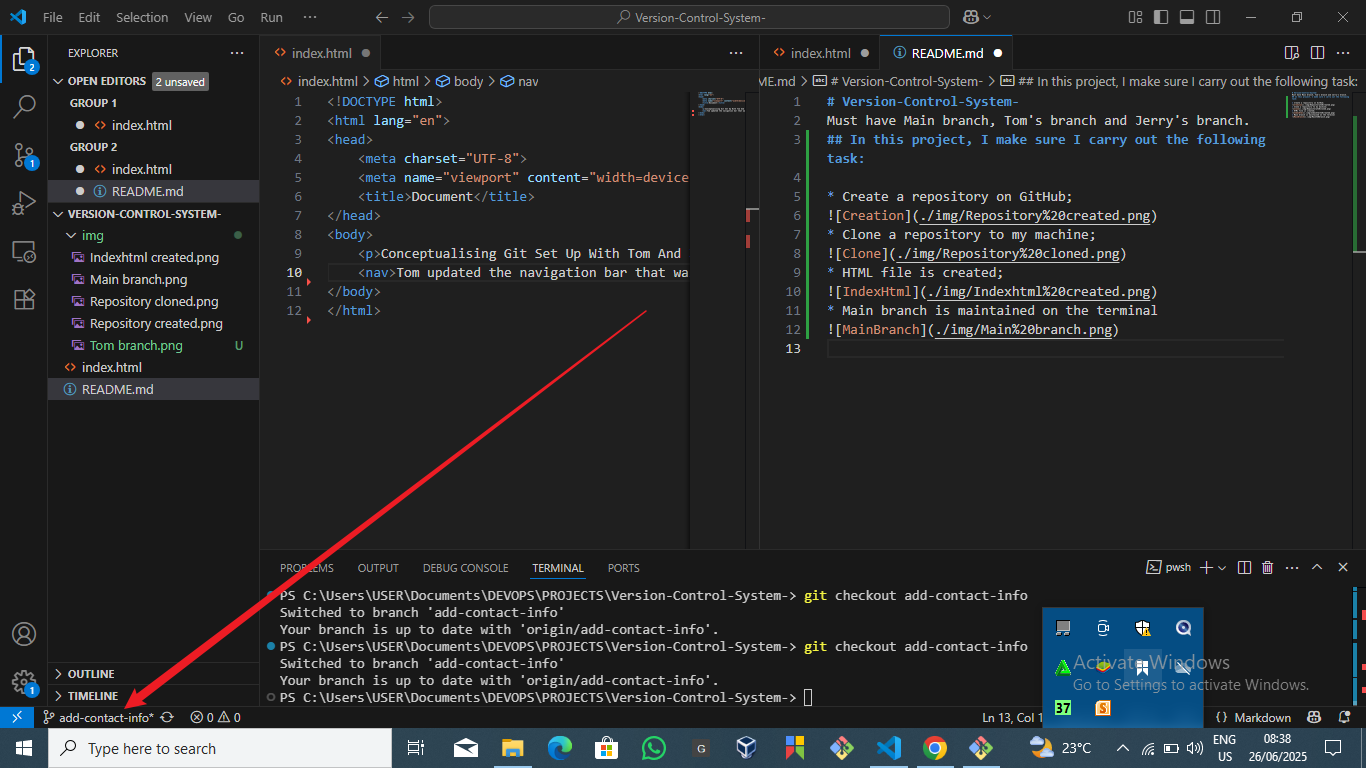 File Edit Selection View Go Run ··· Version-Control-System-
EXPLORER ···
OPEN EDITORS 2 unsaved
GROUP 1
index.html
GROUP 2
index.html
README.md
VERSION-CONTROL-SYSTEM-
img
Indexhtml created.png
Main branch.png
Repository cloned.png
Repository created.png
Tom branch.png U
index.html
README.md
OUTLINE
TIMELINE
2
1
1
index.html
index.html > html > body > nav
1 <!DOCTYPE html>
2 <html lang="en">
3 <head>
4 <meta charset="UTF-8">
5 <meta name="viewport" content="width=device
6 <title>Document</title>
7 </head>
8 <body>
9 <p>Conceptualising Git Set Up With Tom And
10 <nav>Tom updated the navigation bar that wa
11 </body>
12 </html>
index.html README.md
ME.md > # Version-Control-System- > ## In this project, I make sure I carry out the following task:
1 # Version-Control-System-
2 Must have Main branch, Tom's branch and Jerry's branch.
3 ## In this project, I make sure I carry out the following
task:
4
5 * Create a repository on GitHub;
6 ![Creation](./img/Repository%20created.png)
7 * Clone a repository to my machine;
8 ![Clone](./img/Repository%20cloned.png)
9 * HTML file is created;
10 ![IndexHtml](./img/Indexhtml%20created.png)
11 * Main branch is maintained on the terminal
12 ![MainBranch](./img/Main%20branch.png)
13
PROBLEMS OUTPUT DEBUG CONSOLE TERMINAL PORTS pwsh
PS C:\Users\USER\Documents\DEVOPS\PROJECTS\Version-Control-System-> git checkout add-contact-info
Switched to branch 'add-contact-info'
Your branch is up to date with 'origin/add-contact-info'.
PS C:\Users\USER\Documents\DEVOPS\PROJECTS\Version-Control-System-> git checkout add-contact-info
Switched to branch 'add-contact-info'
Your branch is up to date with 'origin/add-contact-info'.
PS C:\Users\USER\Documents\DEVOPS\PROJECTS\Version-Control-System->
Activate Windows
Go to Settings to activate Windows.
37 S
add-contact-info* 0 0 Ln 13, Col 1 {} Markdown
Type here to search G 23°C ENG US 08:38 26/06/2025